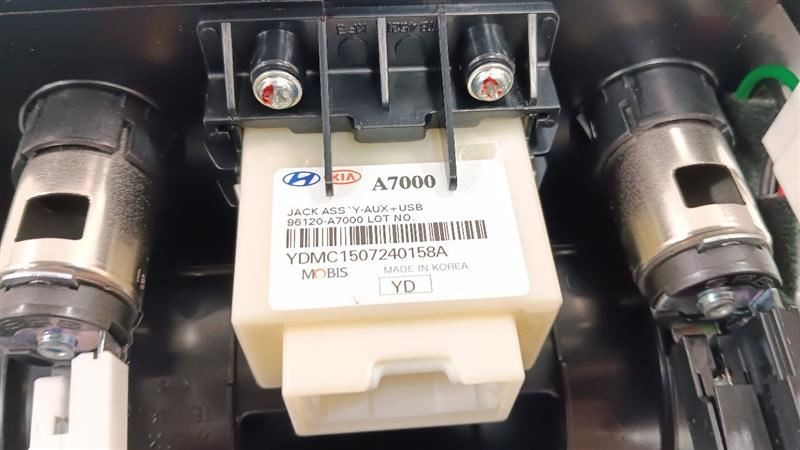 KIA A7000
JACK ASS`Y-AUX+USB
96120-A7000 LOT NO.
YDMC1507240158A
MOBIS MADE IN KOREA
YD